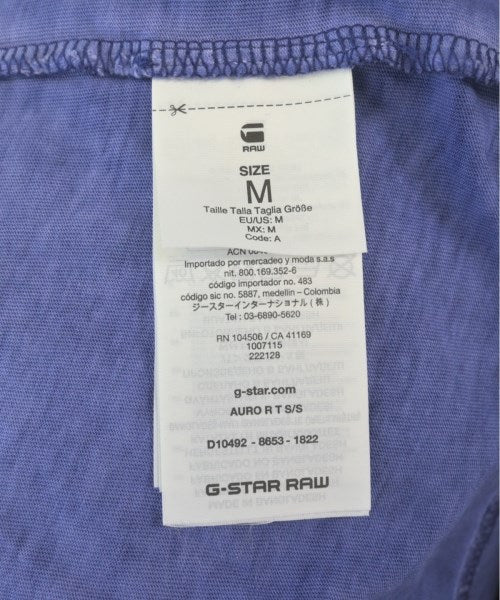 RAW
SIZE
M
Taille Talla Taglia Größe
EU/US: M
MX: M
Code: A
ACN
Importado por mercadeo y moda s.a.s
nit. 800.169.352-6
código importador no. 483
código sic no. 5887, medellin – Colombia
ジースターインターナショナル (株)
Tel: 03-6890-5620
RN 104506 / CA 41169
1007115
222128
g-star.com
AURO R T S/S
D10492 - 8653 - 1822
G-STAR RAW